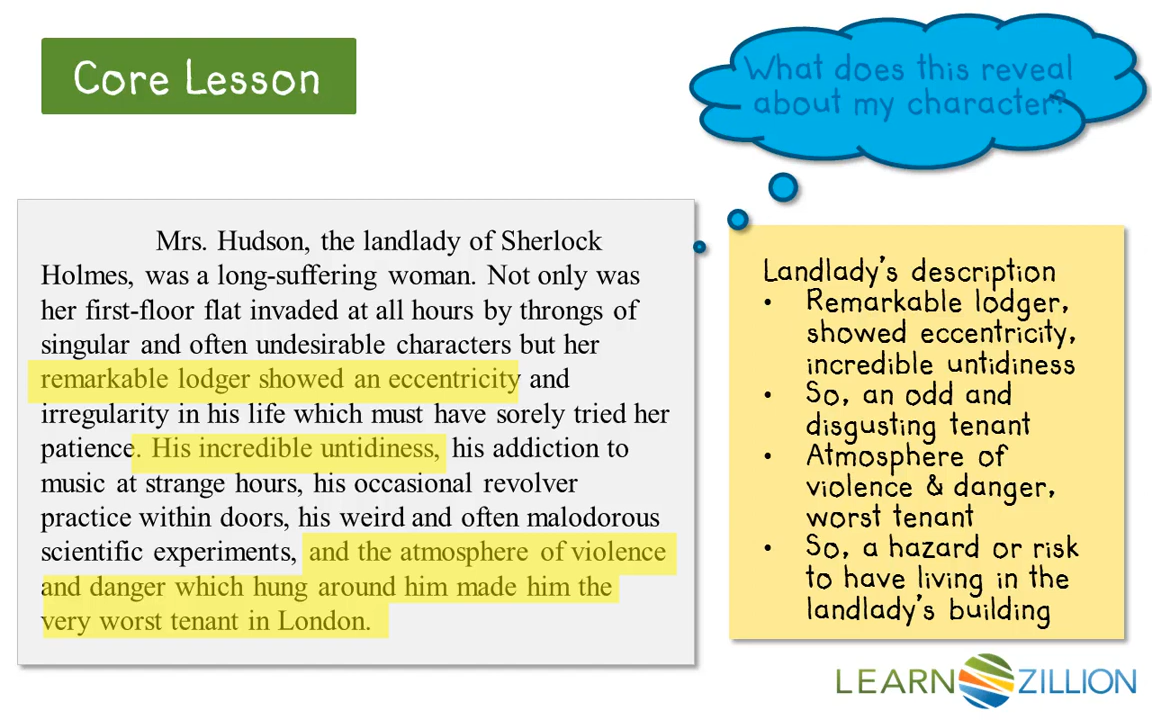 Core Lesson
What does this reveal
about my character?
Mrs. Hudson, the landlady of Sherlock
Holmes, was a long-suffering woman. Not only was
her first-floor flat invaded at all hours by throngs of
singular and often undesirable characters but her
remarkable lodger showed an eccentricity and
irregularity in his life which must have sorely tried her
patience. His incredible untidiness, his addiction to
music at strange hours, his occasional revolver
practice within doors, his weird and often malodorous
scientific experiments, and the atmosphere of violence
and danger which hung around him made him the
very worst tenant in London.
Landlady's description
• Remarkable lodger,
showed eccentricity,
incredible untidiness
• So, an odd and
disgusting tenant
• Atmosphere of
violence & danger,
worst tenant
• So, a hazard or risk
to have living in the
landlady's building
LEARN ZILLION